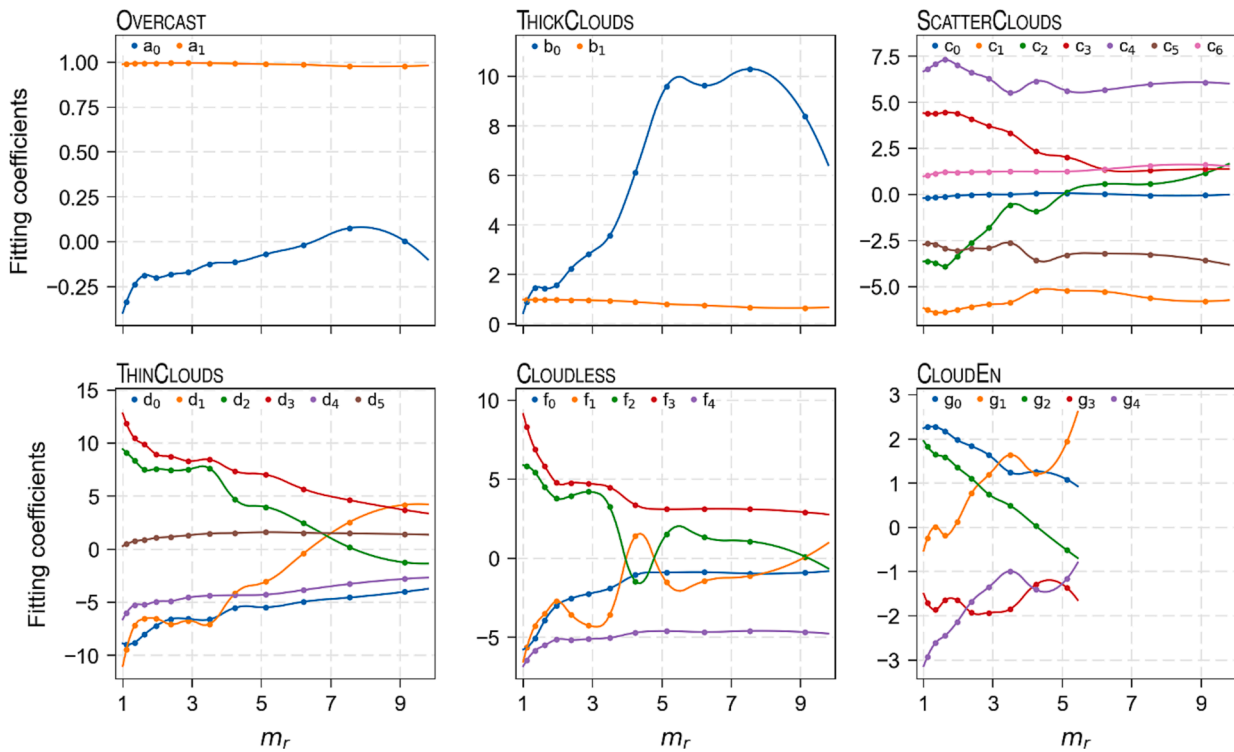 OVERCAST
a0 a1
1.00
0.75
0.50
0.25
0.00
−0.25
Fitting coefficients
THICKCLOUDS
b0 b1
10
8
6
4
2
0
SCATTERCLOUDS
c0 c1 c2 c3 c4 c5 c6
7.5
5.0
2.5
0.0
−2.5
−5.0
THINCLOUDS
d0 d1 d2 d3 d4 d5
15
10
5
0
−5
−10
Fitting coefficients
1 3 5 7 9
mr
CLOUDLESS
f0 f1 f2 f3 f4
10
5
0
−5
1 3 5 7 9
mr
CLOUDEN
g0 g1 g2 g3 g4
3
2
1
0
−1
−2
−3
1 3 5 7 9
mr